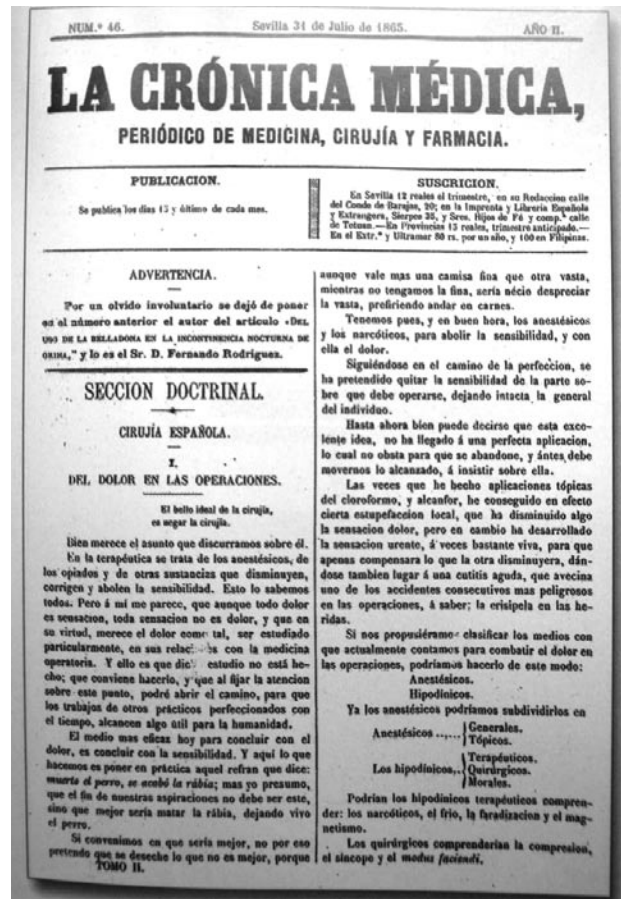 NUM.º 46.
Sevilla 31 de Julio de 1865.
AÑO II.
LA CRÓNICA MÉDICA,
PERIÓDICO DE MEDICINA, CIRUJÍA Y FARMACIA.
PUBLICACION.
Se publica los dias 15 y último de cada mes.
SUSCRICION.
En Sevilla 12 reales el trimestre, en su Redaccion calle
del Conde de Barajas, 20; en la Imprenta y Libreria Española
y Extrangera, Sierpes 35, y Sres. Hijos de Fé y comp.ª calle
de Tetuan.—En Provincias 15 reales, trimestre anticipado.—
En el Extr.º y Ultramar 80 rs. por un año, y 100 en Filipinas.
ADVERTENCIA.
Por un olvido involuntario se dejó de poner
en el número anterior el autor del artículo «DEL
USO DE LA BELLADONA EN LA INCONTINENCIA NOCTURNA DE
ORINA," y lo es el Sr. D. Fernando Rodriguez.
SECCION DOCTRINAL.
CIRUJÍA ESPAÑOLA.
I.
DEL DOLOR EN LAS OPERACIONES.
El bello ideal de la cirujía,
es negar la cirujía.
Bien merece el asunto que discurramos sobre él.
En la terapéutica se trata de los anestésicos, de
los opiados y de otras sustancias que disminuyen,
corrigen y abolen la sensibilidad. Esto lo sabemos
todos. Peró á mi me parece, que aunque todo dolor
es sensacion, toda sensacion no es dolor, y que en
su virtud, merece el dolor como tal, ser estudiado
particularmente, en sus con la medicina
operatoria. Y ello es que estudio no está he-
cho; que conviene hacerlo, y que al fijar la atencion
sobre este punto, podré abrir el camino, para que
los trabajos de otros prácticos perfeccionados con
el tiempo, alcancen algo útil para la humanidad.
El medio mas eficaz hoy para concluir con el
dolor, es concluir con la sensibilidad. Y aquí lo que
hacemos es poner en práctica aquel refran que dice:
muerto el perro, se acabó la rábia; mas yo presumo,
que el fin de nuestras aspiraciones no debe ser este,
sino que mejor sería matar la rábia, dejando vivo
el perro.
Si convenimos en que sería mejor, no por eso
pretendo que se deseche lo que no es mejor, porque
TOMO II.
aunque vale mas una camisa fina que otra vasta,
mientras no tengamos la fina, sería nécio despreciar
la vasta, prefiriendo andar en carnes.
Tenemos pues, y en buen hora, los anestésicos
y los narcóticos, para abolir la sensibilidad, y con
ella el dolor.
Siguiéndose en el camino de la perfeccion, se
ha pretendido quitar la sensibilidad de la parte so-
bre que debe operarse, dejando intacta la general
del individuo.
Hasta ahora bien puede decirse que esta exce-
lente idea, no ha llegado á una perfecta aplicacion,
lo cual no obsta para que se abandone, y ántes debe
movernos lo alcanzado, á insistir sobre ella.
Las veces que he hecho aplicaciones tópicas
del cloroformo, y alcanfor, he conseguido en efecto
cierta estupefaccion local, que ha disminuido algo
la sensacion dolor, pero en cambio ha desarrollado
la sensacion urente, á veces bastante viva, para que
apenas compensara lo que la otra disminuyera, dán-
dose tambien lugar á una cutitis aguda, que avecina
uno de los accidentes consecutivos mas peligrosos
en las operaciones, á saber; la erisipela en las he-
ridas.
Si nos propusiéramos clasificar los medios con
que actualmente contamos para combatir el dolor en
las operaciones, podriamos hacerlo de este modo:
Anestésicos.
Hipodínicos.
Ya los anestésicos podríamos subdividirlos en
Anestésicos ..,... Generales.
Tópicos.
Los hipodínicos,.. Terapéuticos.
Quirúrgicos.
Morales.
Podrian los hipodínicos terapéuticos compren-
der: los narcóticos, el frio, la faradizacion y el mag-
netismo.
Los quirúrgicos comprenderian la compresion,
el síncope y el modus faciendi.